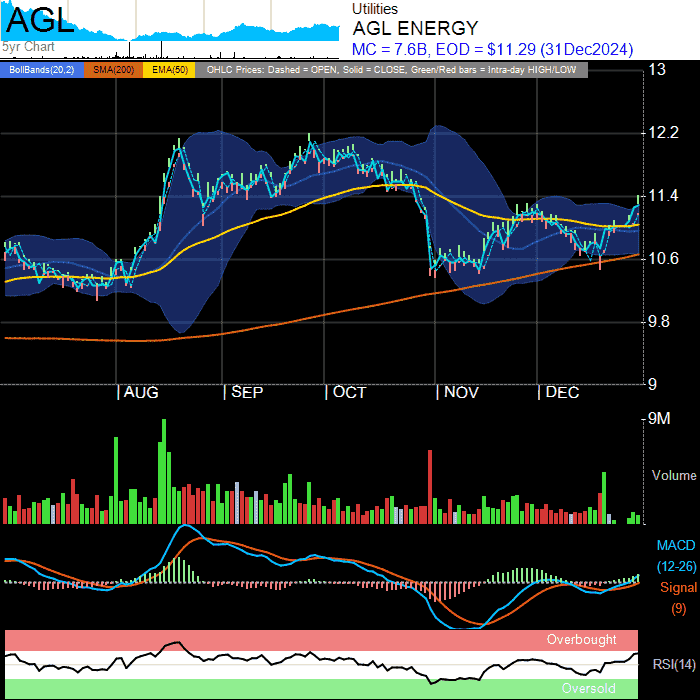 AGL
5yr Chart
Utilities
AGL ENERGY
MC = 7.6B, EOD = $11.29 (31Dec2024)
BollBands(20,2) SMA(200) EMA(50) OHLC Prices: Dashed = OPEN, Solid = CLOSE, Green/Red bars = Intra-day HIGH/LOW
13
12.2
11.4
10.6
9.8
9
AUG SEP OCT NOV DEC
9M
Volume
MACD
(12-26)
Signal
(9)
Overbought
RSI(14)
Oversold